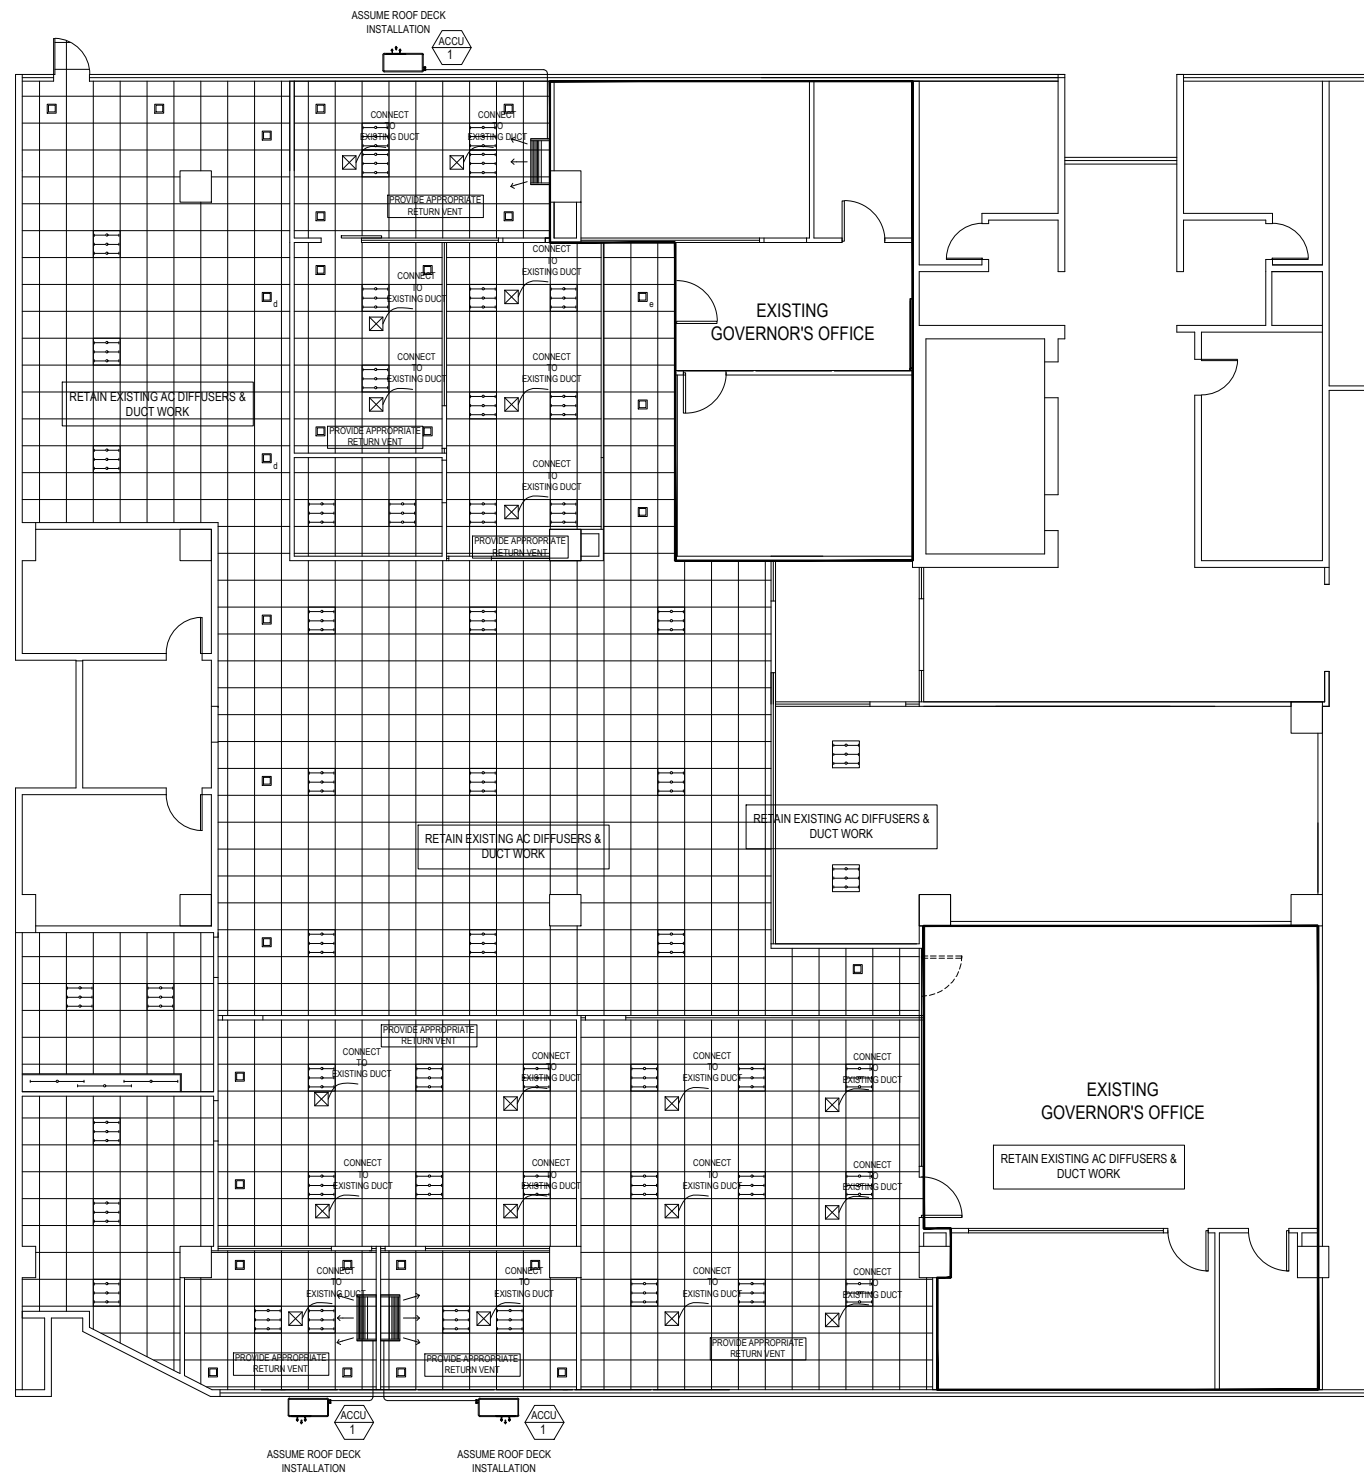 ASSUME ROOF DECK
INSTALLATION
ACCU
1
CONNECT
TO
EXISTING DUCT
CONNECT
TO
EXISTING DUCT
PROVIDE APPROPRIATE
RETURN VENT
CONNECT
TO
EXISTING DUCT
CONNECT
TO
EXISTING DUCT
d
e
EXISTING
GOVERNOR'S OFFICE
CONNECT
TO
EXISTING DUCT
CONNECT
TO
EXISTING DUCT
RETAIN EXISTING AC DIFFUSERS &
DUCT WORK
PROVIDE APPROPRIATE
RETURN VENT
d
CONNECT
TO
EXISTING DUCT
PROVIDE APPROPRIATE
RETURN VENT
RETAIN EXISTING AC DIFFUSERS &
DUCT WORK
RETAIN EXISTING AC DIFFUSERS &
DUCT WORK
PROVIDE APPROPRIATE
RETURN VENT
CONNECT
TO
EXISTING DUCT
CONNECT
TO
EXISTING DUCT
CONNECT
TO
EXISTING DUCT
CONNECT
TO
EXISTING DUCT
EXISTING
GOVERNOR'S OFFICE
RETAIN EXISTING AC DIFFUSERS &
DUCT WORK
CONNECT
TO
EXISTING DUCT
CONNECT
TO
EXISTING DUCT
CONNECT
TO
EXISTING DUCT
CONNECT
TO
EXISTING DUCT
CONNECT
TO
EXISTING DUCT
CONNECT
TO
EXISTING DUCT
CONNECT
TO
EXISTING DUCT
CONNECT
TO
EXISTING DUCT
PROVIDE APPROPRIATE
RETURN VENT
PROVIDE APPROPRIATE
RETURN VENT
PROVIDE APPROPRIATE
RETURN VENT
ACCU
1
ACCU
1
ASSUME ROOF DECK
INSTALLATION
ASSUME ROOF DECK
INSTALLATION